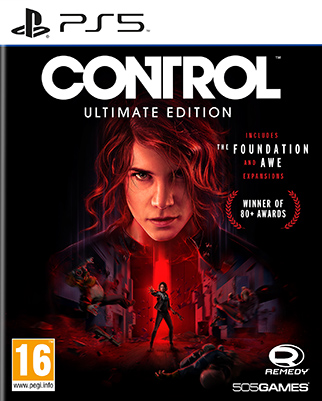 PS5
CONTROL™
ULTIMATE EDITION
INCLUDES
THE FOUNDATION
AND AWE
EXPANSIONS
WINNER OF
80+ AWARDS
16
www.pegi.info
R
REMEDY
505GAMES®